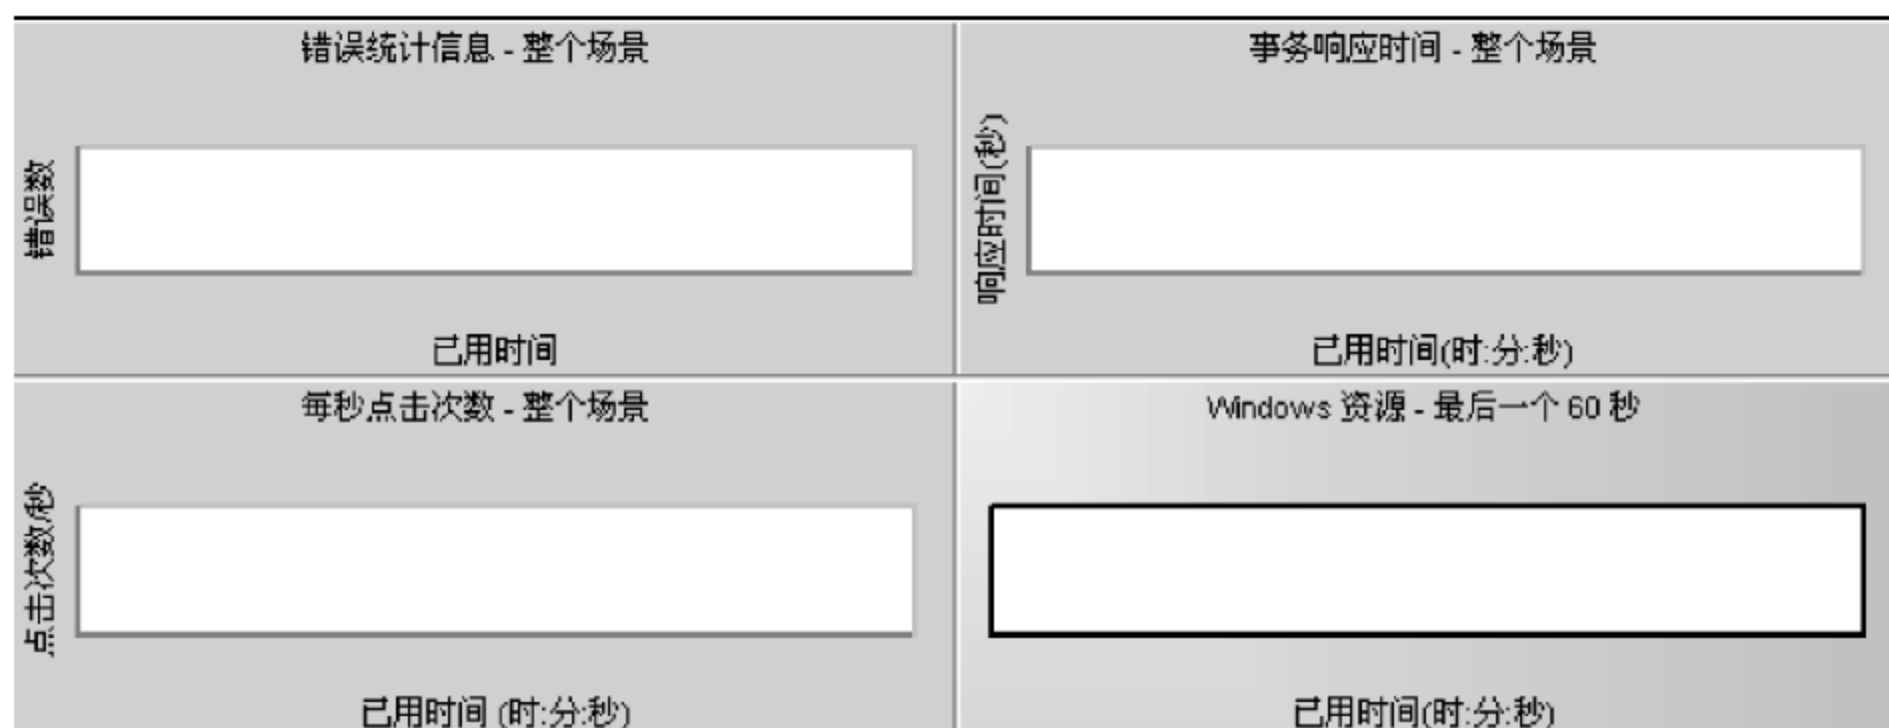 错误统计信息 - 整个场景
错误数
已用时间
事务响应时间 - 整个场景
响应时间(秒)
已用时间(时:分:秒)
每秒点击次数 - 整个场景
点击次数/秒
已用时间 (时:分:秒)
Windows 资源 - 最后一个 60 秒
已用时间(时:分:秒)